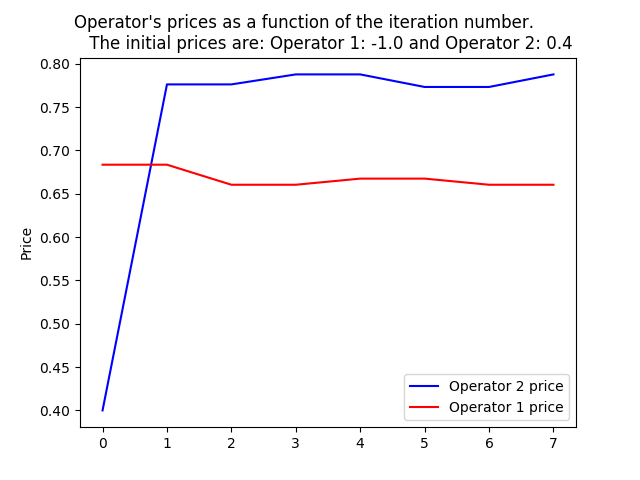 Operator's prices as a function of the iteration number.
The initial prices are: Operator 1: -1.0 and Operator 2: 0.4
0.80
0.75
0.70
0.65
0.60
0.55
0.50
0.45
0.40
Price
Operator 2 price
Operator 1 price
0 1 2 3 4 5 6 7